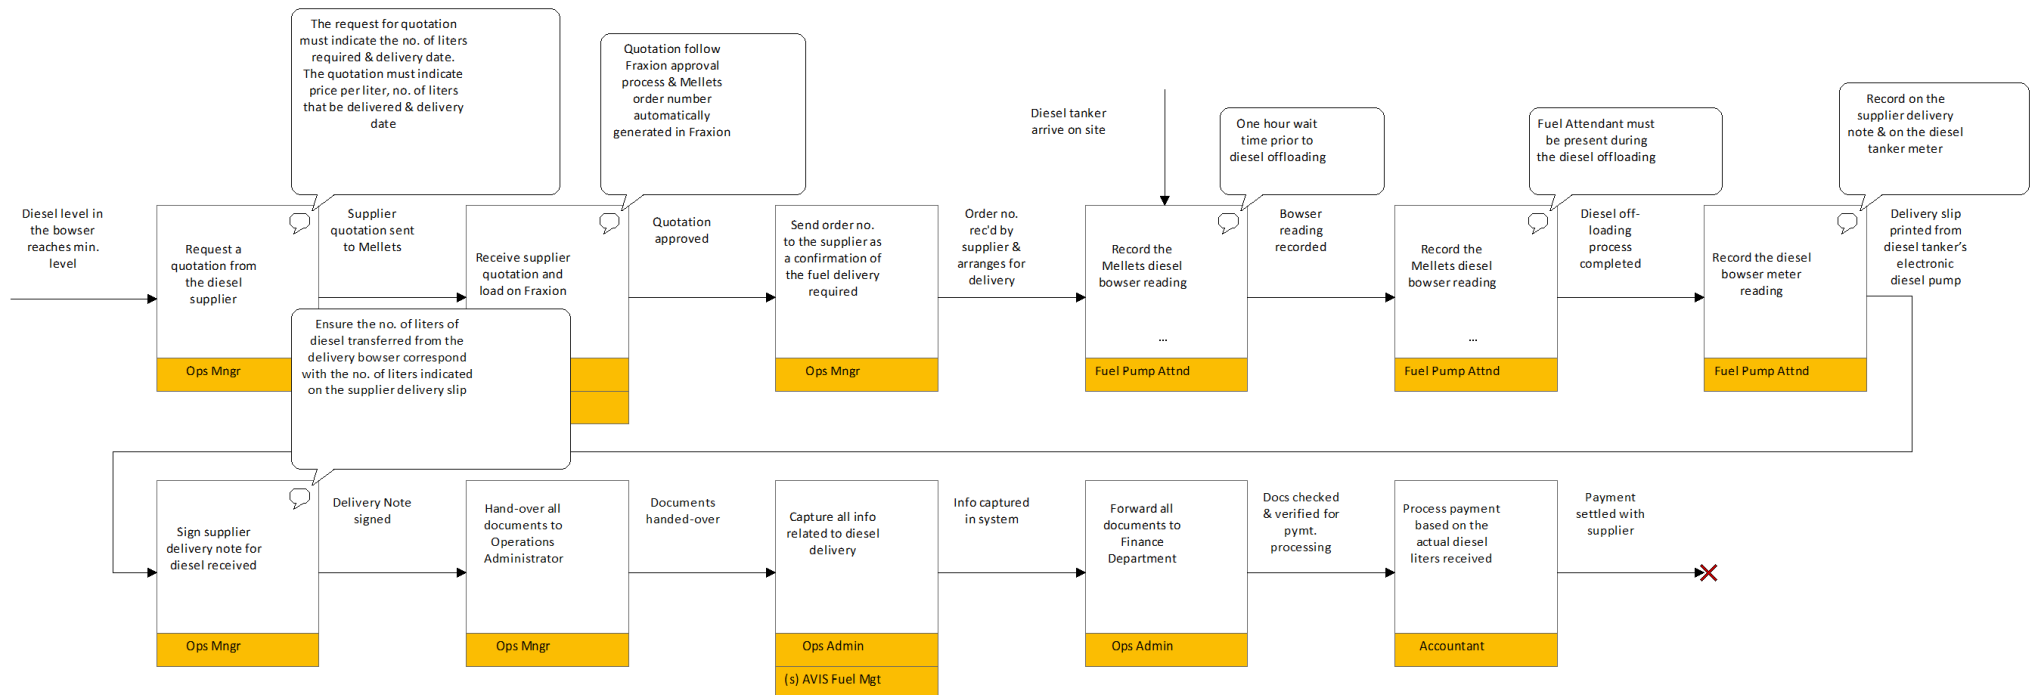 The request for quotation
must indicate the no. of liters
required & delivery date.
The quotation must indicate
price per liter, no. of liters
that be delivered & delivery
date
Quotation follow
Fraxion approval
process & Mellets
order number
automatically
generated in Fraxion
Diesel tanker
arrive on site
One hour wait
time prior to
diesel offloading
Fuel Attendant must
be present during
the diesel offloading
Record on the
supplier delivery
note & on the diesel
tanker meter
Diesel level in
the bowser
reaches min.
level
Request a
quotation from
the diesel
supplier
Ops Mngr
Supplier
quotation sent
to Mellets
Receive supplier
quotation and
load on Fraxion
Quotation
approved
Send order no.
to the supplier as
a confirmation of
the fuel delivery
required
Ops Mngr
Order no.
rec'd by
supplier &
arranges for
delivery
Record the
Mellets diesel
bowser reading
...
Fuel Pump Attnd
Bowser
reading
recorded
Record the
Mellets diesel
bowser reading
...
Fuel Pump Attnd
Diesel off-
loading
process
completed
Record the diesel
bowser meter
reading
Fuel Pump Attnd
Delivery slip
printed from
diesel tanker's
electronic
diesel pump
Ensure the no. of liters of
diesel transferred from the
delivery bowser correspond
with the no. of liters indicated
on the supplier delivery slip
Sign supplier
delivery note for
diesel received
Ops Mngr
Delivery Note
signed
Hand-over all
documents to
Operations
Administrator
Ops Mngr
Documents
handed-over
Capture all info
related to diesel
delivery
Ops Admin
(s) AVIS Fuel Mgt
Info captured
in system
Forward all
documents to
Finance
Department
Ops Admin
Docs checked
& verified for
pymt.
processing
Process payment
based on the
actual diesel
liters received
Accountant
Payment
settled with
supplier